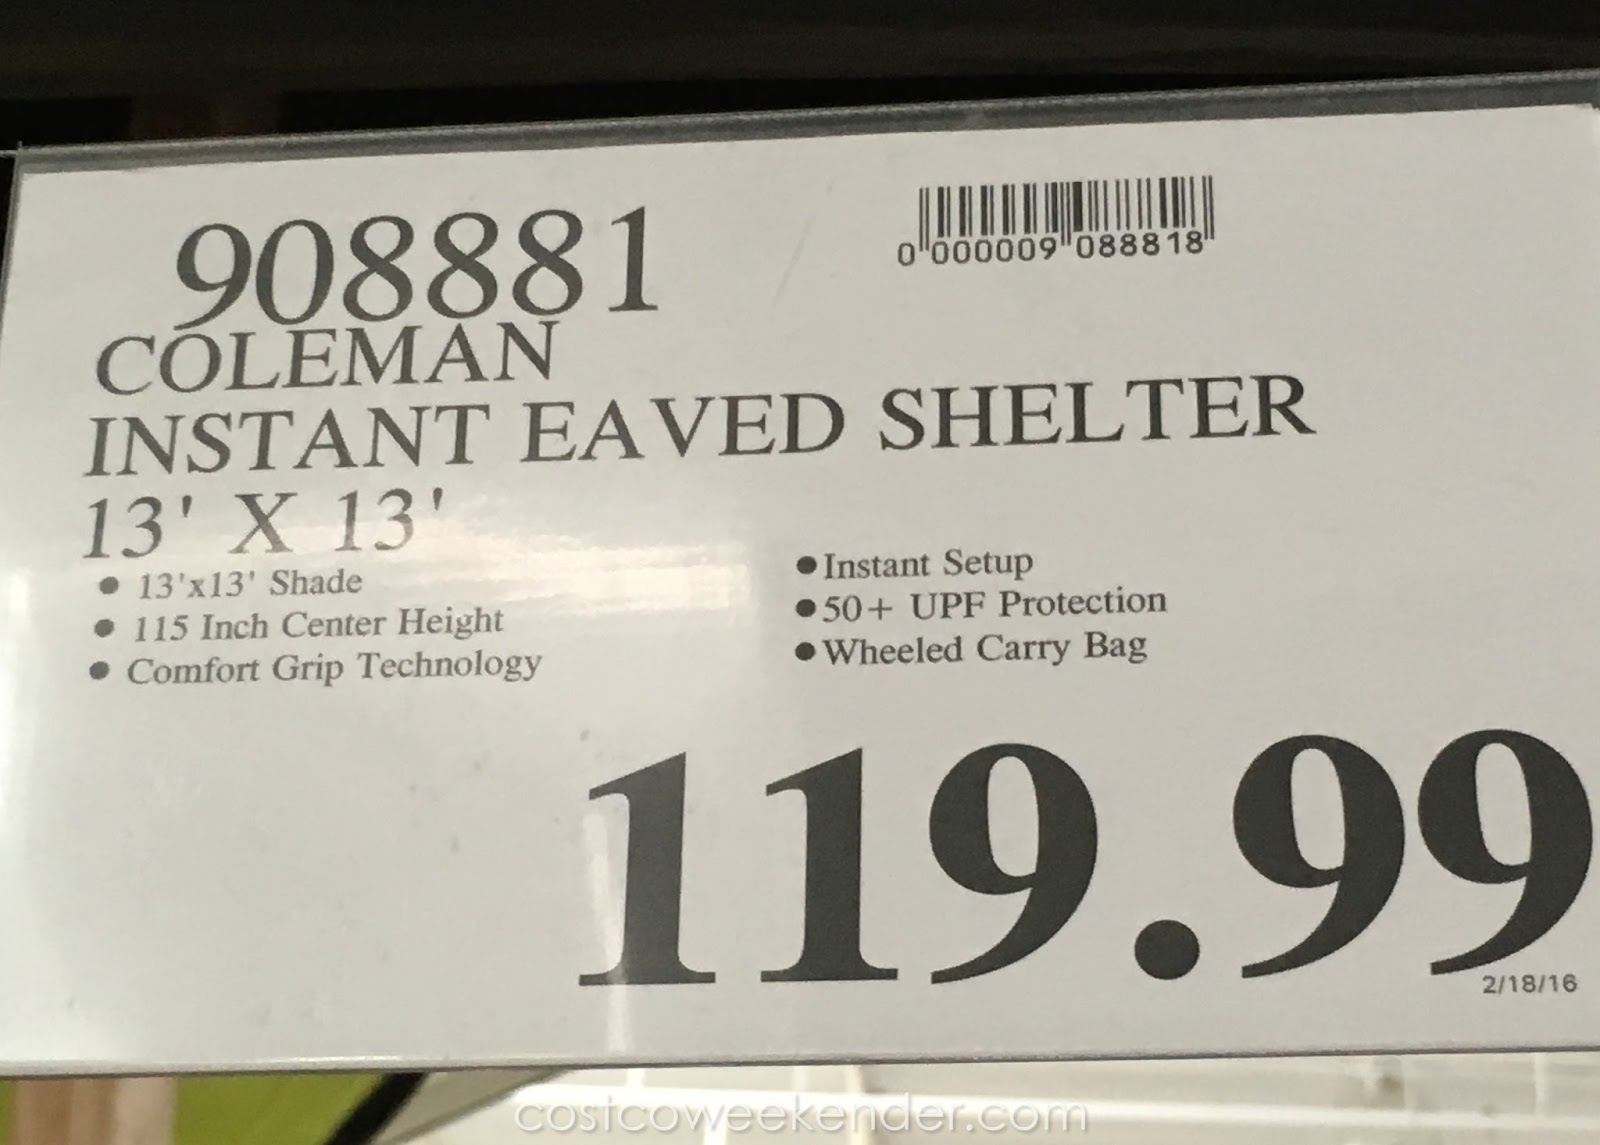 908881
0 000009 088818
COLEMAN
INSTANT EAVED SHELTER
13' X 13'
● 13'x13' Shade
● 115 Inch Center Height
● Comfort Grip Technology
● Instant Setup
● 50+ UPF Protection
● Wheeled Carry Bag
119.99
2/18/16
costcoweekender.com